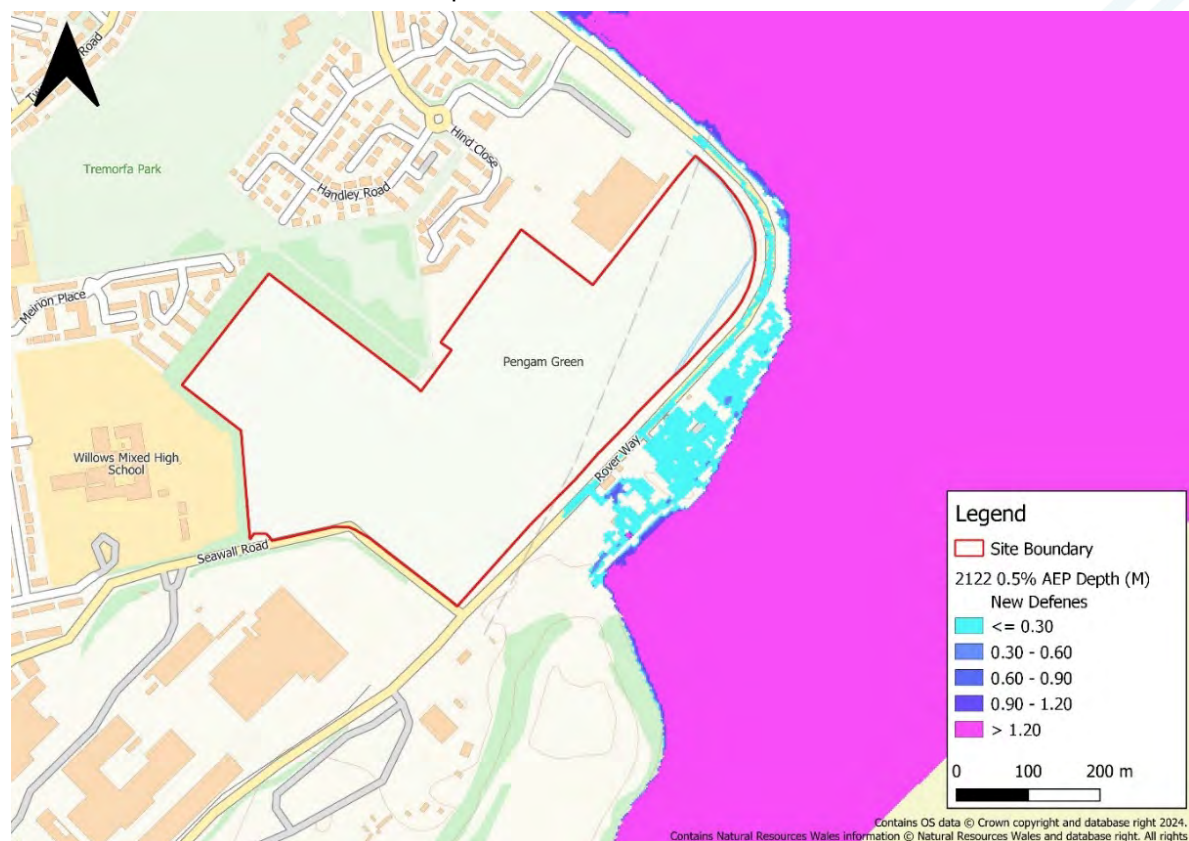 Road
Hind Close
Tremorfa Park
Handley Road
Meirion Place
Pengam Green
Willows Mixed High
School
Rover Way
Seawall Road
Legend
Site Boundary
2122 0.5% AEP Depth (M)
New Defenes
<= 0.30
0.30 - 0.60
0.60 - 0.90
0.90 - 1.20
> 1.20
0 100 200 m
Contains OS data © Crown copyright and database right 2024.
Contains Natural Resources Wales information © Natural Resources Wales and database right. All rights